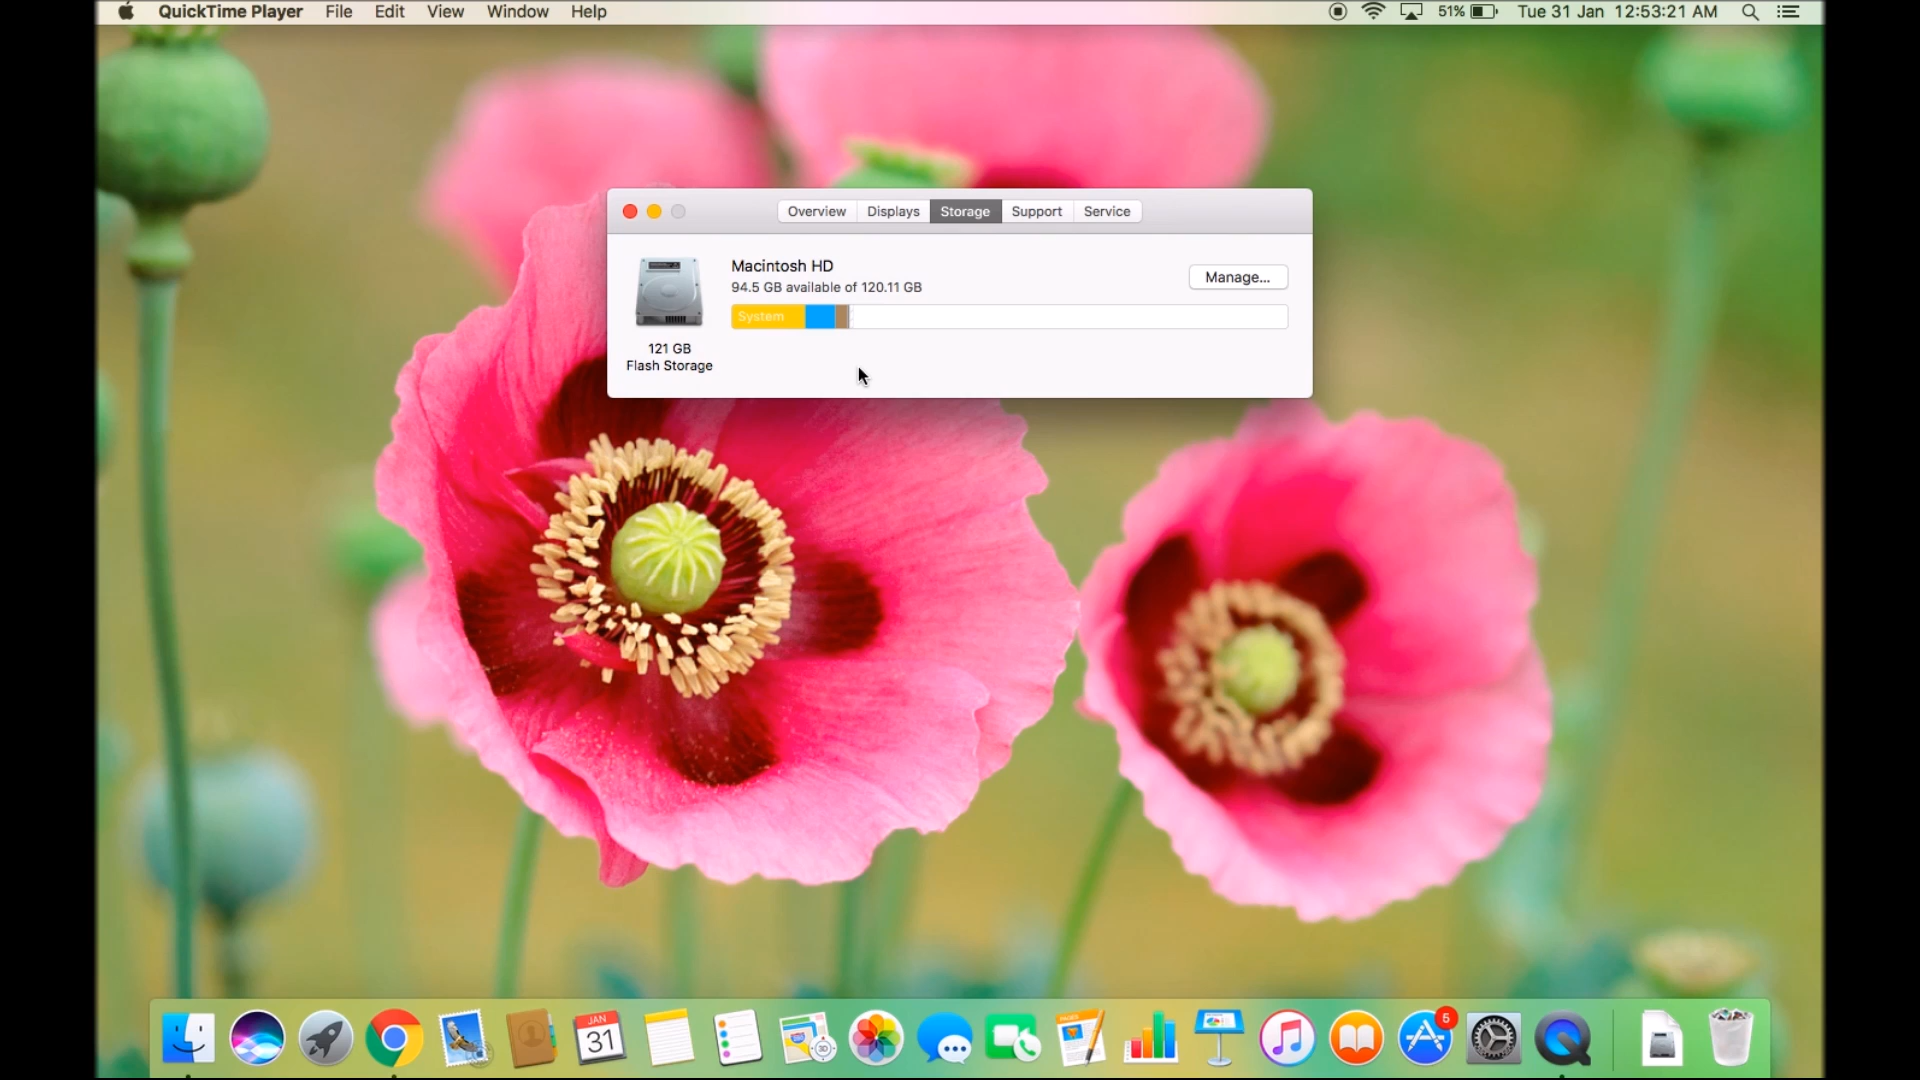 QuickTime Player File Edit View Window Help 51% Tue 31 Jan 12:53:21 AM
Overview Displays Storage Support Service
Macintosh HD
94.5 GB available of 120.11 GB
Manage...
System
121 GB
Flash Storage
JAN
31
PAGES
5